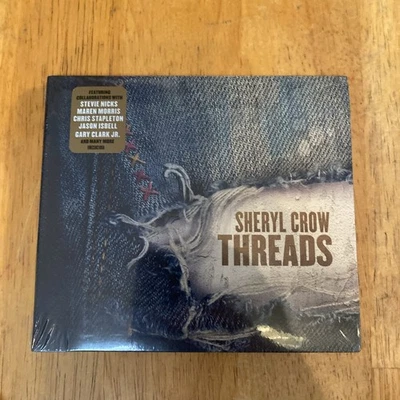 FEATURING
COLLABORATIONS WITH
STEVIE NICKS
MAREN MORRIS
CHRIS STAPLETON
JASON ISBELL
GARY CLARK JR.
AND MANY MORE
SHERYL CROW
THREADS